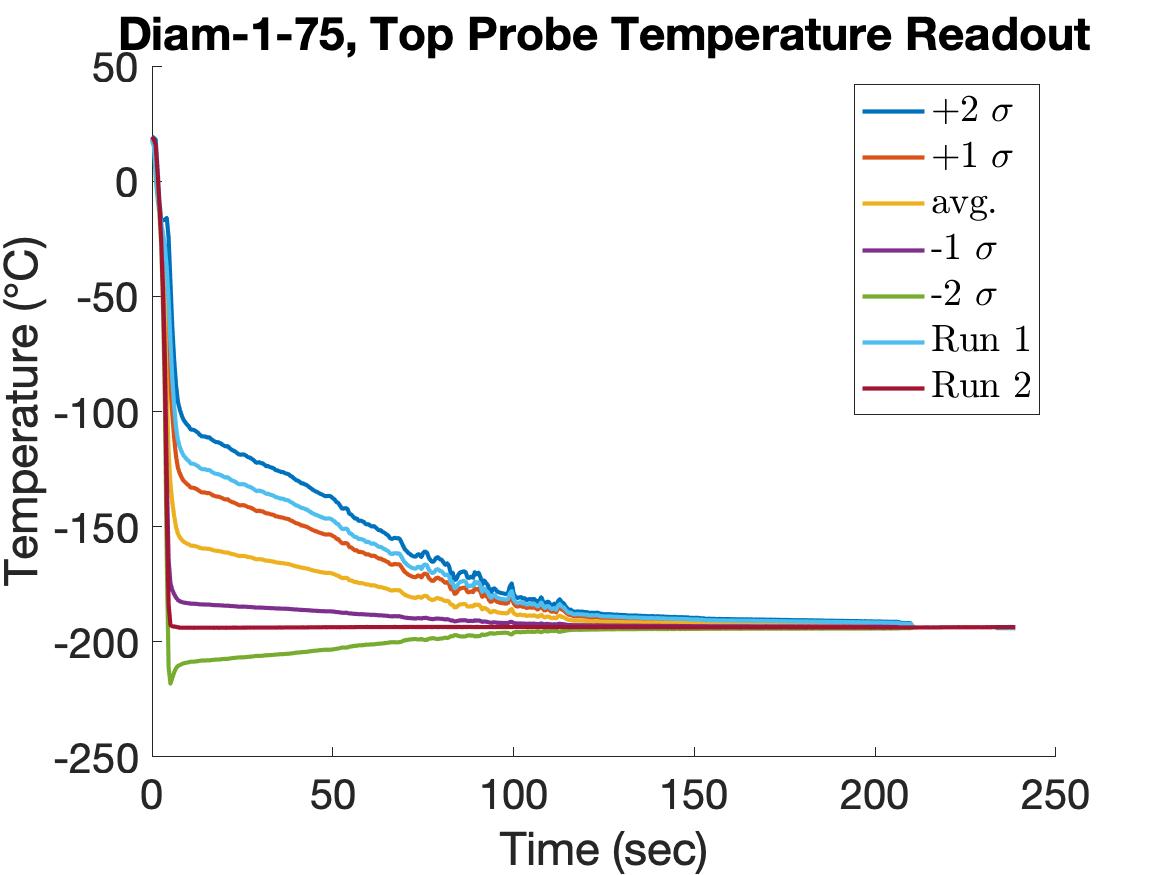 Diam-1-75, Top Probe Temperature Readout
50
0
-50
-100
-150
-200
-250
Temperature (°C)
+2 σ
+1 σ
avg.
-1 σ
-2 σ
Run 1
Run 2
0 50 100 150 200 250
Time (sec)